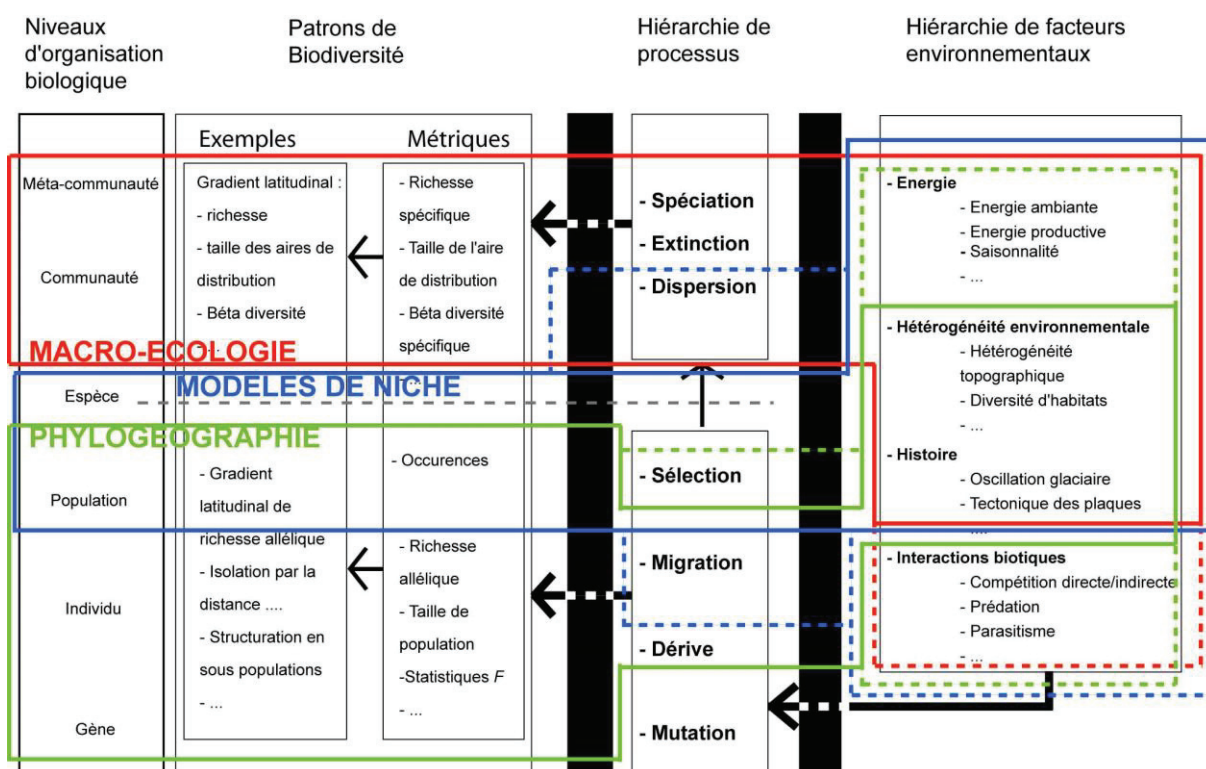 Niveaux
d'organisation
biologique
Patrons de
Biodiversité
Hiérarchie de
processus
Hiérarchie de facteurs
environnementaux
Exemples
Métriques
Méta-communauté
Communauté
Espèce
Population
Individu
Gène
Gradient latitudinal :
- richesse
- taille des aires de
distribution
- Béta diversité
- ...
- Richesse
spécifique
- Taille de l'aire
de distribution
- Béta diversité
spécifique
- ...
- Spéciation
- Extinction
- Dispersion
- Energie
- Energie ambiante
- Energie productive
- Saisonnalité
- ...
- Hétérogénéité environnementale
- Hétérogénéité
topographique
- Diversité d'habitats
- ...
- Histoire
- Oscillation glaciaire
- Tectonique des plaques
....
- Interactions biotiques
- Compétition directe/indirecte
- Prédation
- Parasitisme
- ...
MACRO-ECOLOGIE
MODELES DE NICHE
PHYLOGEOGRAPHIE
- Gradient
latitudinal de
richesse allélique
- Isolation par la
distance ....
- Structuration en
sous populations
- ...
- Occurences
- Richesse
allélique
- Taille de
population
-Statistiques F
- ...
- Sélection
- Migration
- Dérive
- Mutation